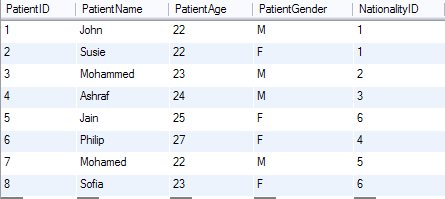 PatientID PatientName PatientAge PatientGender NationalityID
1 John 22 M 1
2 Susie 22 F 1
3 Mohammed 23 M 2
4 Ashraf 24 M 3
5 Jain 25 F 6
6 Philip 27 F 4
7 Mohamed 22 M 5
8 Sofia 23 F 6